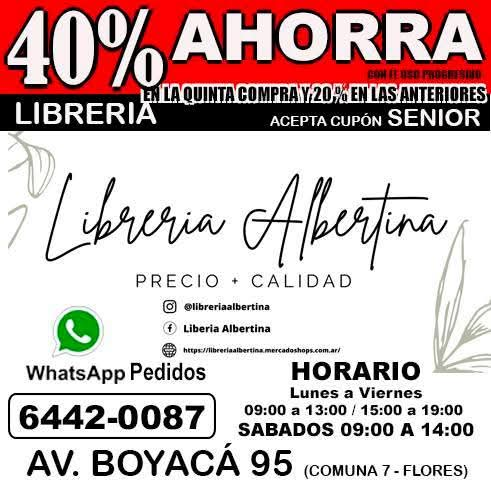 40% AHORRA
CON EL USO PROGRESIVO
EN LA QUINTA COMPRA Y 20% EN LAS ANTERIORES
LIBRERIA ACEPTA CUPÓN SENIOR
Libreria Albertina
PRECIO + CALIDAD
@libreriaalbertina
Liberia Albertina
https://libreriaalbertina.mercadoshops.com.ar/
WhatsApp Pedidos
6442-0087
HORARIO
Lunes a Viernes
09:00 a 13:00 / 15:00 a 19:00
SABADOS 09:00 A 14:00
AV. BOYACÁ 95 (COMUNA 7 - FLORES)